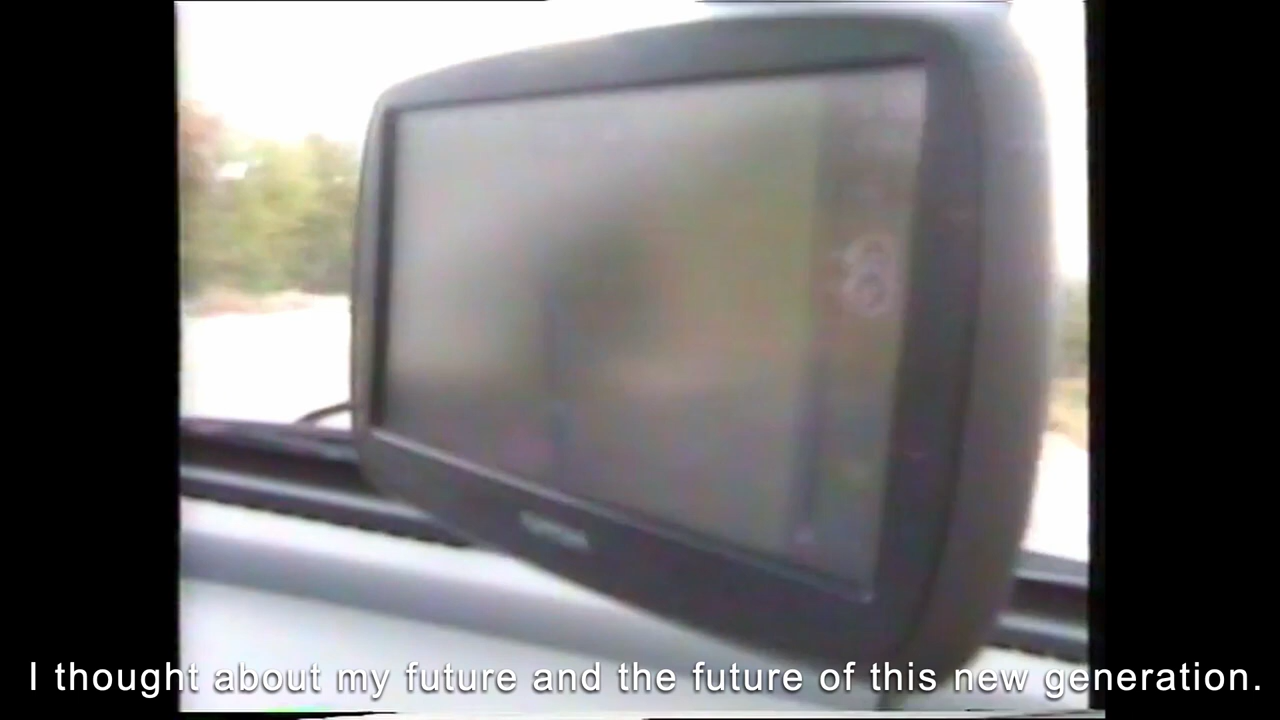 I thought about my future and the future of this new generation.